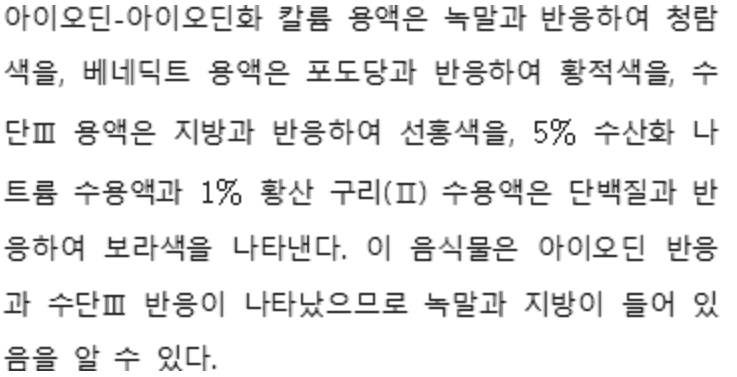 아이오딘-아이오딘화 칼륨 용액은 녹말과 반응하여 청람
색을, 베네딕트 용액은 포도당과 반응하여 황적색을, 수
단Ⅲ 용액은 지방과 반응하여 선홍색을, 5% 수산화 나
트륨 수용액과 1% 황산 구리(Ⅱ) 수용액은 단백질과 반
응하여 보라색을 나타낸다. 이 음식물은 아이오딘 반응
과 수단Ⅲ 반응이 나타났으므로 녹말과 지방이 들어 있
음을 알 수 있다.